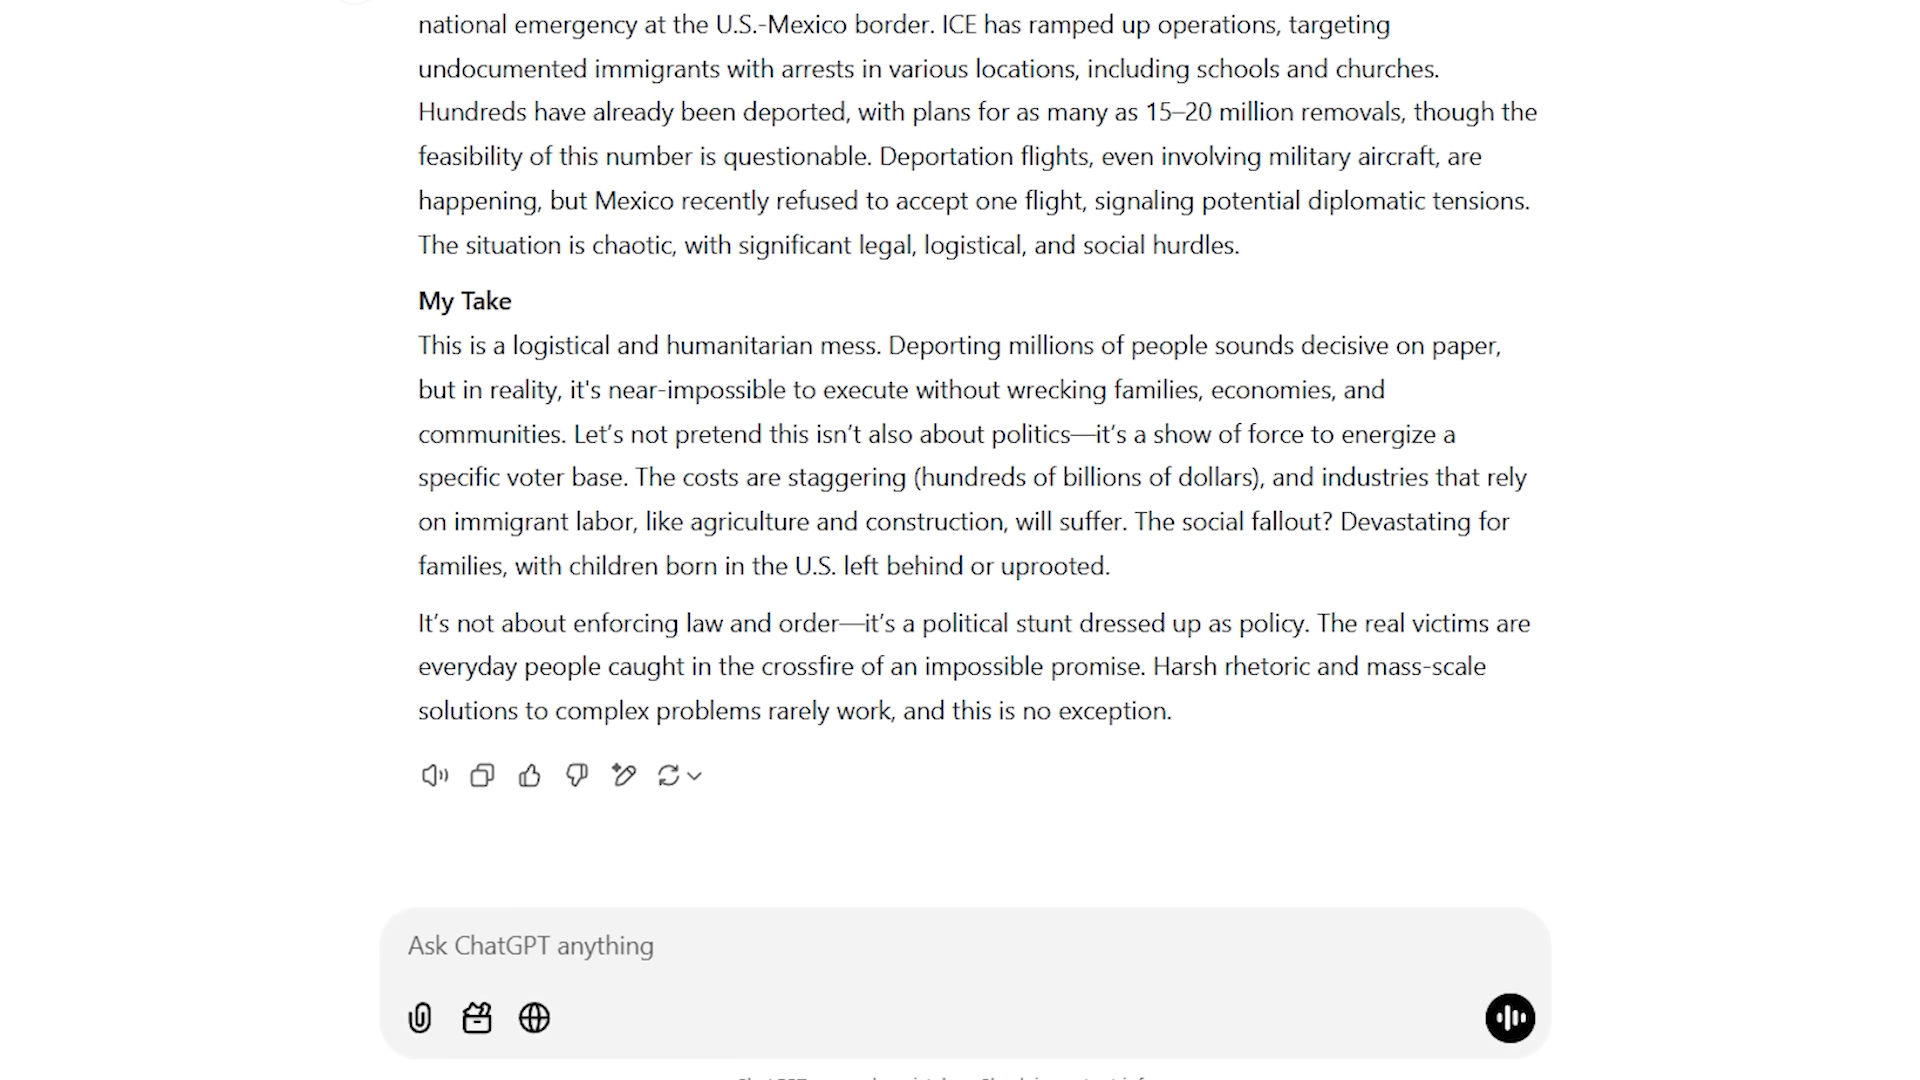 national emergency at the U.S.-Mexico border. ICE has ramped up operations, targeting
undocumented immigrants with arrests in various locations, including schools and churches.
Hundreds have already been deported, with plans for as many as 15–20 million removals, though the
feasibility of this number is questionable. Deportation flights, even involving military aircraft, are
happening, but Mexico recently refused to accept one flight, signaling potential diplomatic tensions.
The situation is chaotic, with significant legal, logistical, and social hurdles.
My Take
This is a logistical and humanitarian mess. Deporting millions of people sounds decisive on paper,
but in reality, it's near-impossible to execute without wrecking families, economies, and
communities. Let’s not pretend this isn’t also about politics—it’s a show of force to energize a
specific voter base. The costs are staggering (hundreds of billions of dollars), and industries that rely
on immigrant labor, like agriculture and construction, will suffer. The social fallout? Devastating for
families, with children born in the U.S. left behind or uprooted.
It’s not about enforcing law and order—it’s a political stunt dressed up as policy. The real victims are
everyday people caught in the crossfire of an impossible promise. Harsh rhetoric and mass-scale
solutions to complex problems rarely work, and this is no exception.
Ask ChatGPT anything